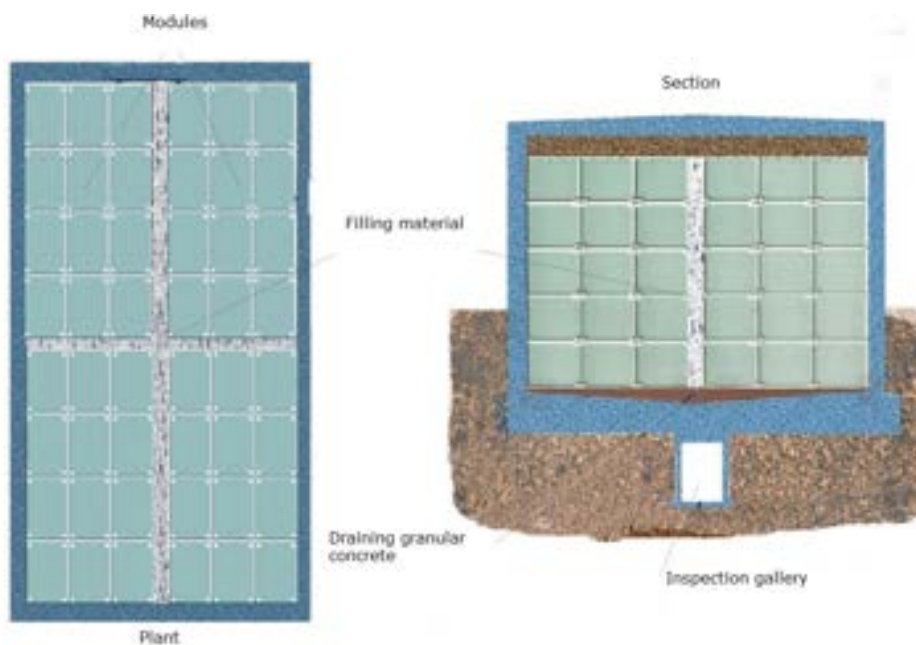 Modules
Section
Filling material
Draining granular
concrete
Inspection gallery
Plant